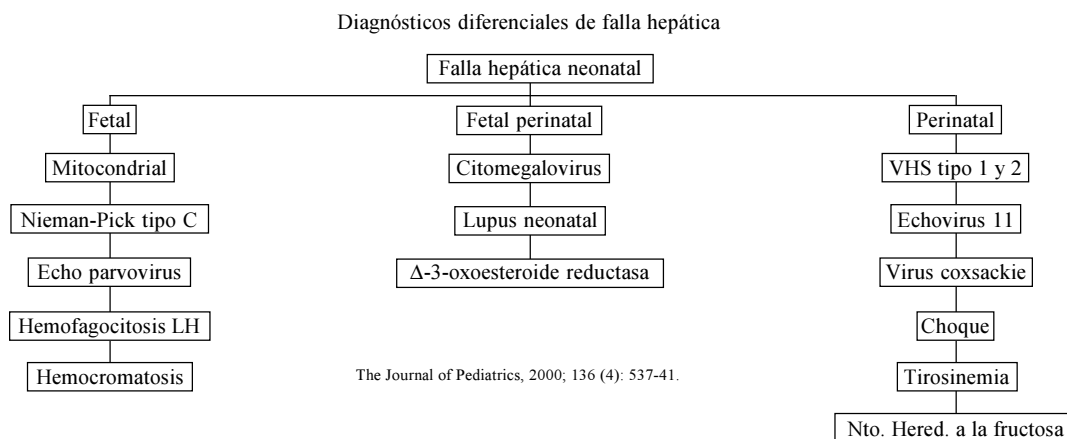 Diagnósticos diferenciales de falla hepática
Falla hepática neonatal
Fetal
Mitocondrial
Nieman-Pick tipo C
Echo parvovirus
Hemofagocitosis LH
Hemocromatosis
Fetal perinatal
Citomegalovirus
Lupus neonatal
Δ-3-oxoesteroide reductasa
The Journal of Pediatrics, 2000; 136 (4): 537-41.
Perinatal
VHS tipo 1 y 2
Echovirus 11
Virus coxsackie
Choque
Tirosinemia
Nto. Hered. a la fructosa